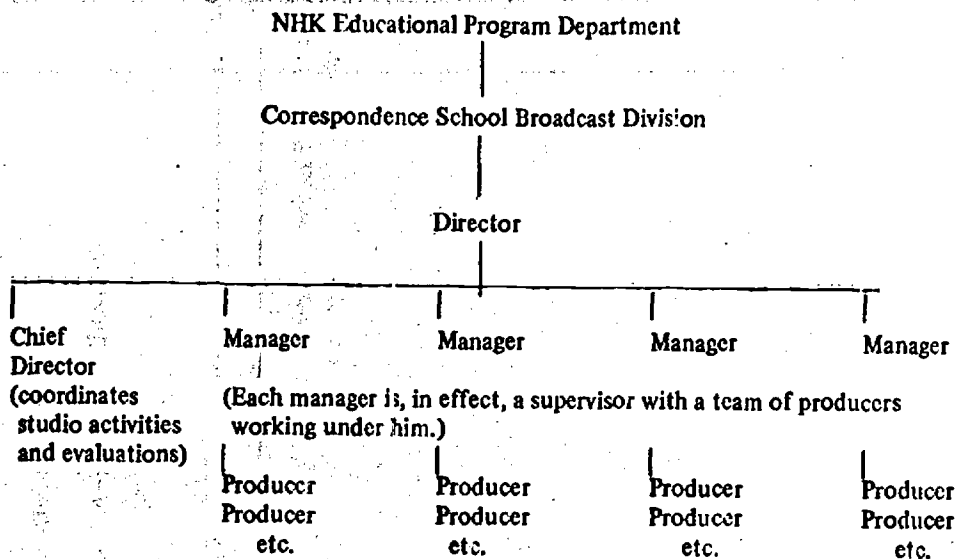 NHK Educational Program Department
Correspondence School Broadcast Division
Director
Chief
Director
(coordinates
studio activities
and evaluations)
Manager Manager Manager Manager
(Each manager is, in effect, a supervisor with a team of producers
working under him.)
Producer Producer Producer Producer
Producer Producer Producer Producer
etc. etc. etc. etc.